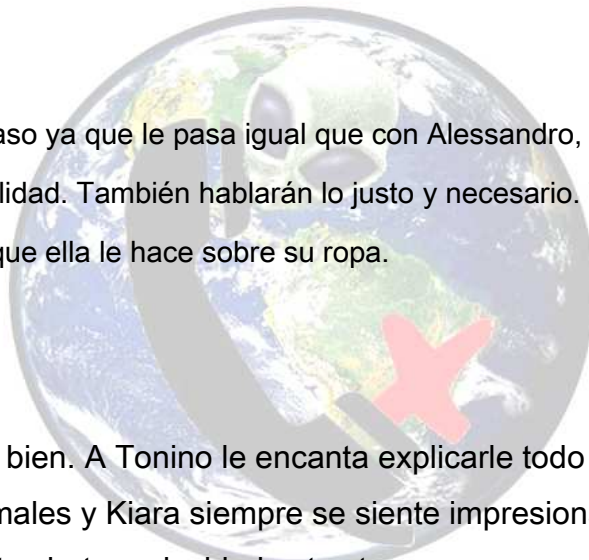 aso ya que le pasa igual que con Alessandro,
lidad. También hablarán lo justo y necesario.
que ella le hace sobre su ropa.
bien. A Tonino le encanta explicarle todo
males y Kiara siempre se siente impresion